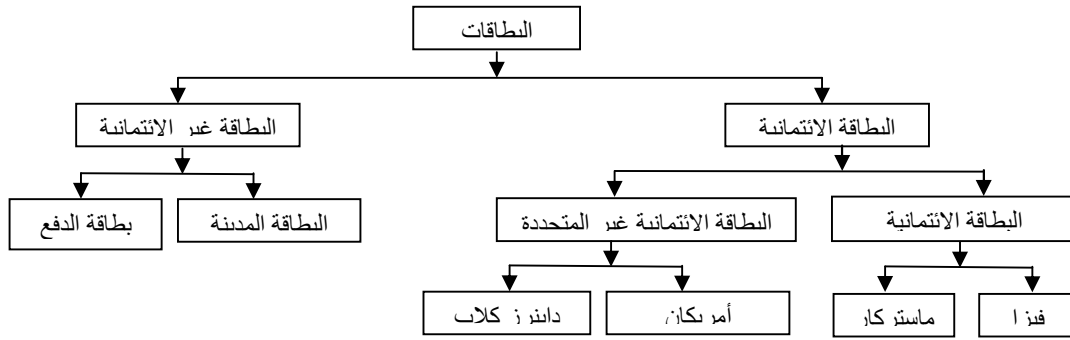 البطاقات
البطاقة الائتمانية
البطاقة غير الائتمانية
البطاقة الائتمانية
البطاقة الائتمانية غير المتجددة
البطاقة المدينة
بطاقة الدفع
فيزا
ماستر كار
أمريكان
داينرز كلاب